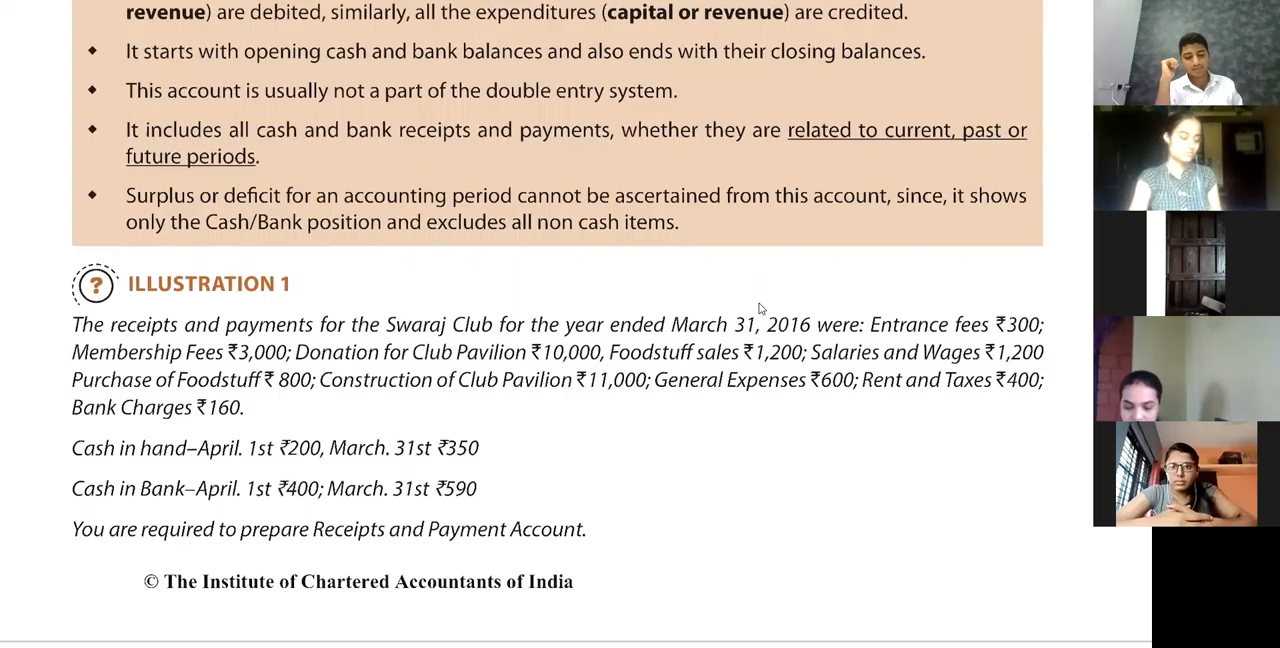 revenue) are debited, similarly, all the expenditures (capital or revenue) are credited.
It starts with opening cash and bank balances and also ends with their closing balances.
This account is usually not a part of the double entry system.
It includes all cash and bank receipts and payments, whether they are related to current, past or
future periods.
Surplus or deficit for an accounting period cannot be ascertained from this account, since, it shows
only the Cash/Bank position and excludes all non cash items.
? ILLUSTRATION 1
The receipts and payments for the Swaraj Club for the year ended March 31, 2016 were: Entrance fees ₹300;
Membership Fees ₹3,000; Donation for Club Pavilion ₹10,000, Foodstuff sales ₹1,200; Salaries and Wages ₹1,200
Purchase of Foodstuff ₹ 800; Construction of Club Pavilion ₹11,000; General Expenses ₹600; Rent and Taxes ₹400;
Bank Charges ₹160.
Cash in hand–April. 1st ₹200, March. 31st ₹350
Cash in Bank–April. 1st ₹400; March. 31st ₹590
You are required to prepare Receipts and Payment Account.
© The Institute of Chartered Accountants of India